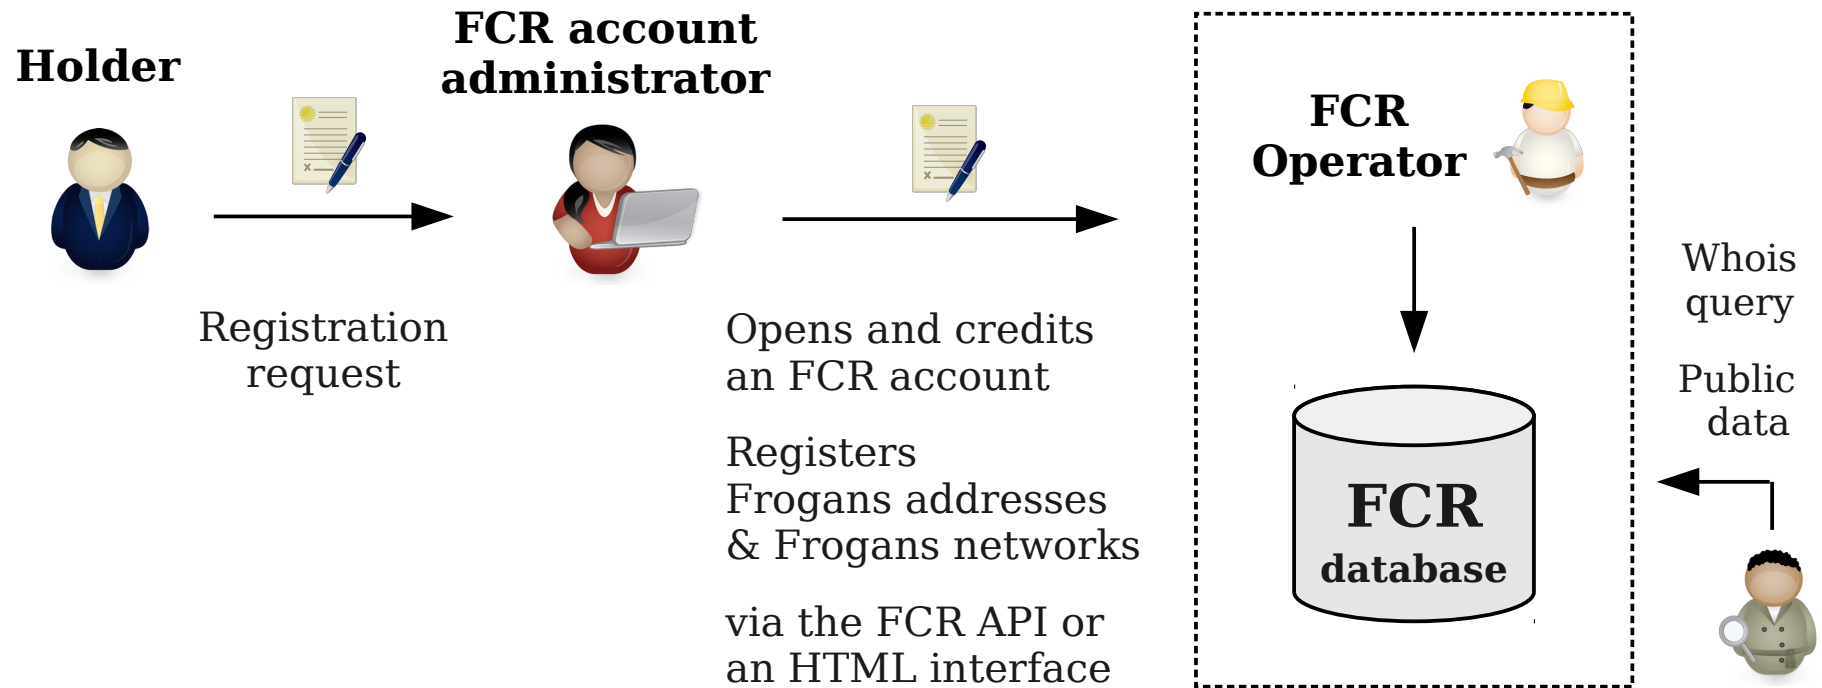 Holder
FCR account
administrator
Registration
request
Opens and credits
an FCR account
Registers
Frogans addresses
& Frogans networks
via the FCR API or
an HTML interface
FCR
Operator
FCR
database
Whois
query
Public
data